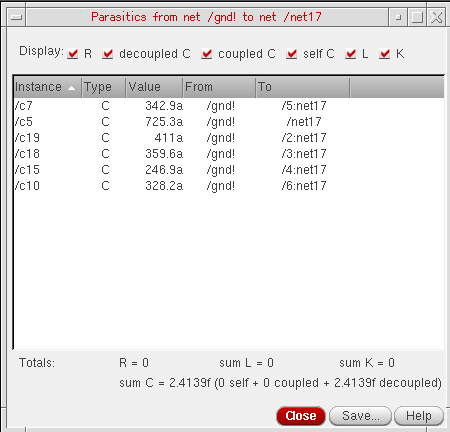 Parasitics from net /gnd! to net /net17
Display: R decoupled C coupled C self C L K
Instance Type Value From To
/c7 C 342.9a /gnd! /5:net17
/c5 C 725.3a /gnd! /net17
/c19 C 411a /gnd! /2:net17
/c18 C 359.6a /gnd! /3:net17
/c15 C 246.9a /gnd! /4:net17
/c10 C 328.2a /gnd! /6:net17
Totals: R = 0 sum L = 0 sum K = 0
sum C = 2.4139f (0 self + 0 coupled + 2.4139f decoupled)
Close Save... Help